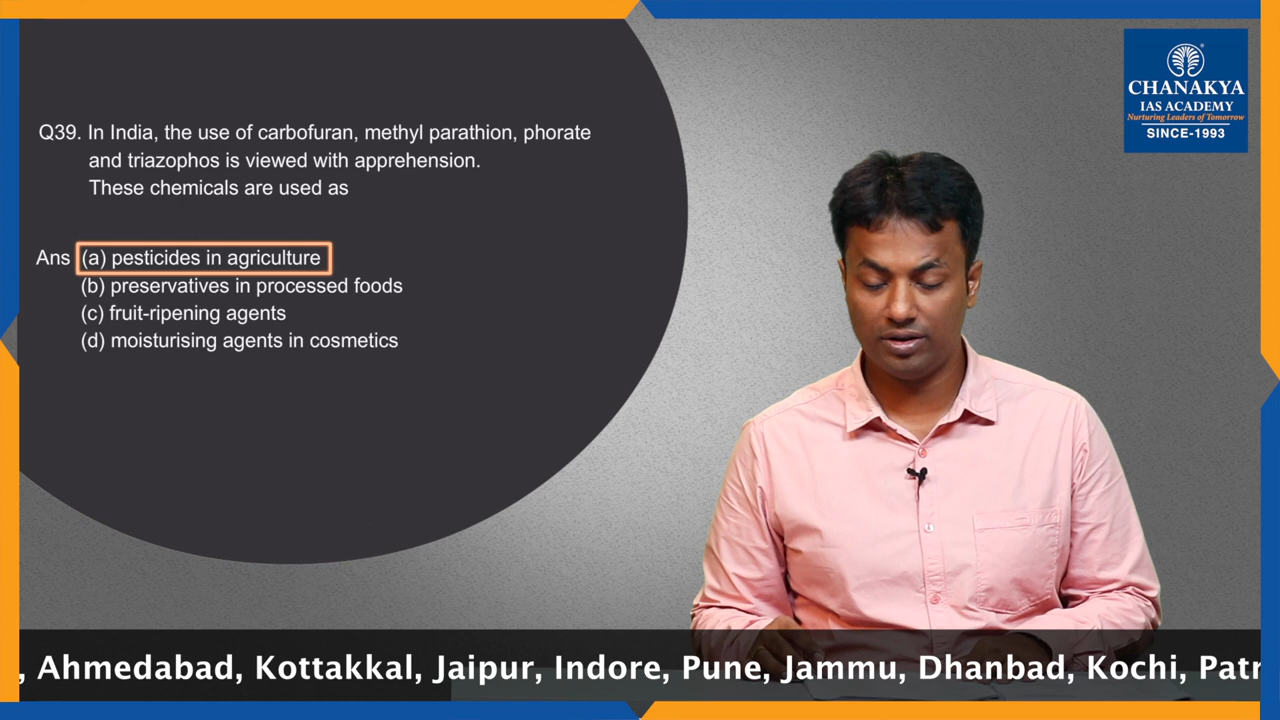 Q39. In India, the use of carbofuran, methyl parathion, phorate
and triazophos is viewed with apprehension.
These chemicals are used as
Ans (a) pesticides in agriculture
(b) preservatives in processed foods
(c) fruit-ripening agents
(d) moisturising agents in cosmetics
CHANAKYA
IAS ACADEMY
Nurturing Leaders of Tomorrow
SINCE-1993
, Ahmedabad, Kottakkal, Jaipur, Indore, Pune, Jammu, Dhanbad, Kochi, Patr